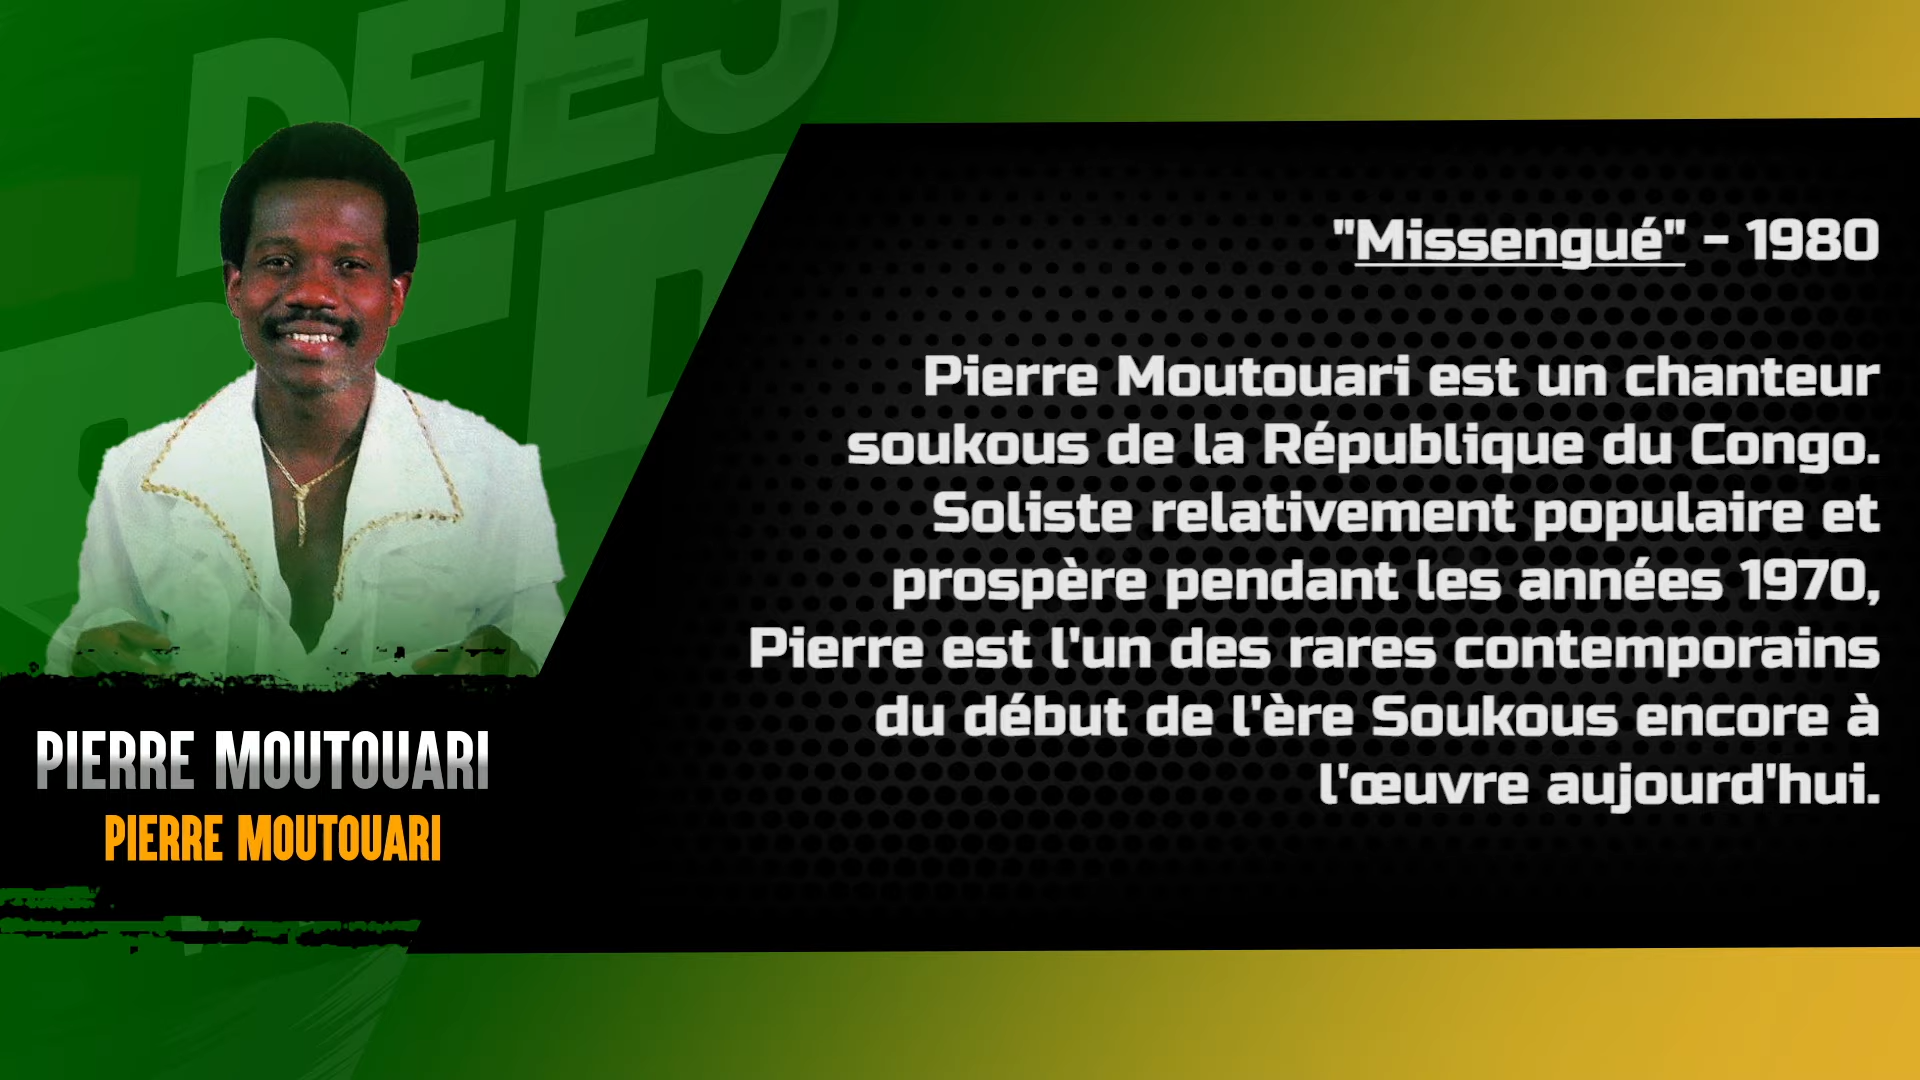 DEEJ
"Missengué" - 1980
Pierre Moutouari est un chanteur
soukous de la République du Congo.
Soliste relativement populaire et
prospère pendant les années 1970,
Pierre est l'un des rares contemporains
du début de l'ère Soukous encore à
l'œuvre aujourd'hui.
PIERRE MOUTOUARI
PIERRE MOUTOUARI